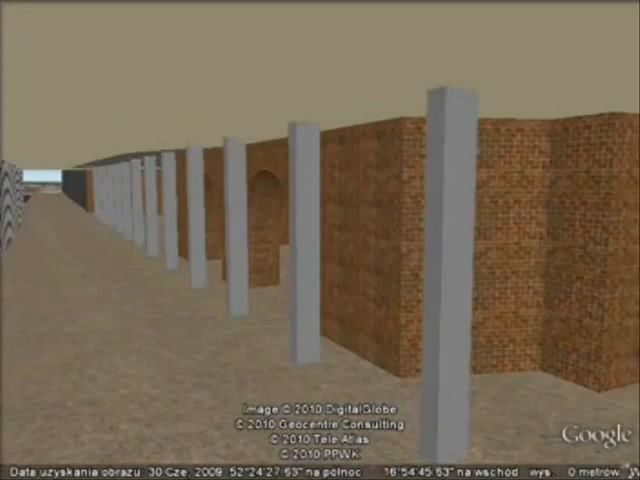 Image © 2010 DigitalGlobe
© 2010 Geocentre Consulting
© 2010 Tele Atlas
© 2010 PPWK
Google
Data uzyskania obrazu: 30 Cze, 2009 52°24'27.65" na północ 16°54'45.63" na wschód wys. 0 metrów